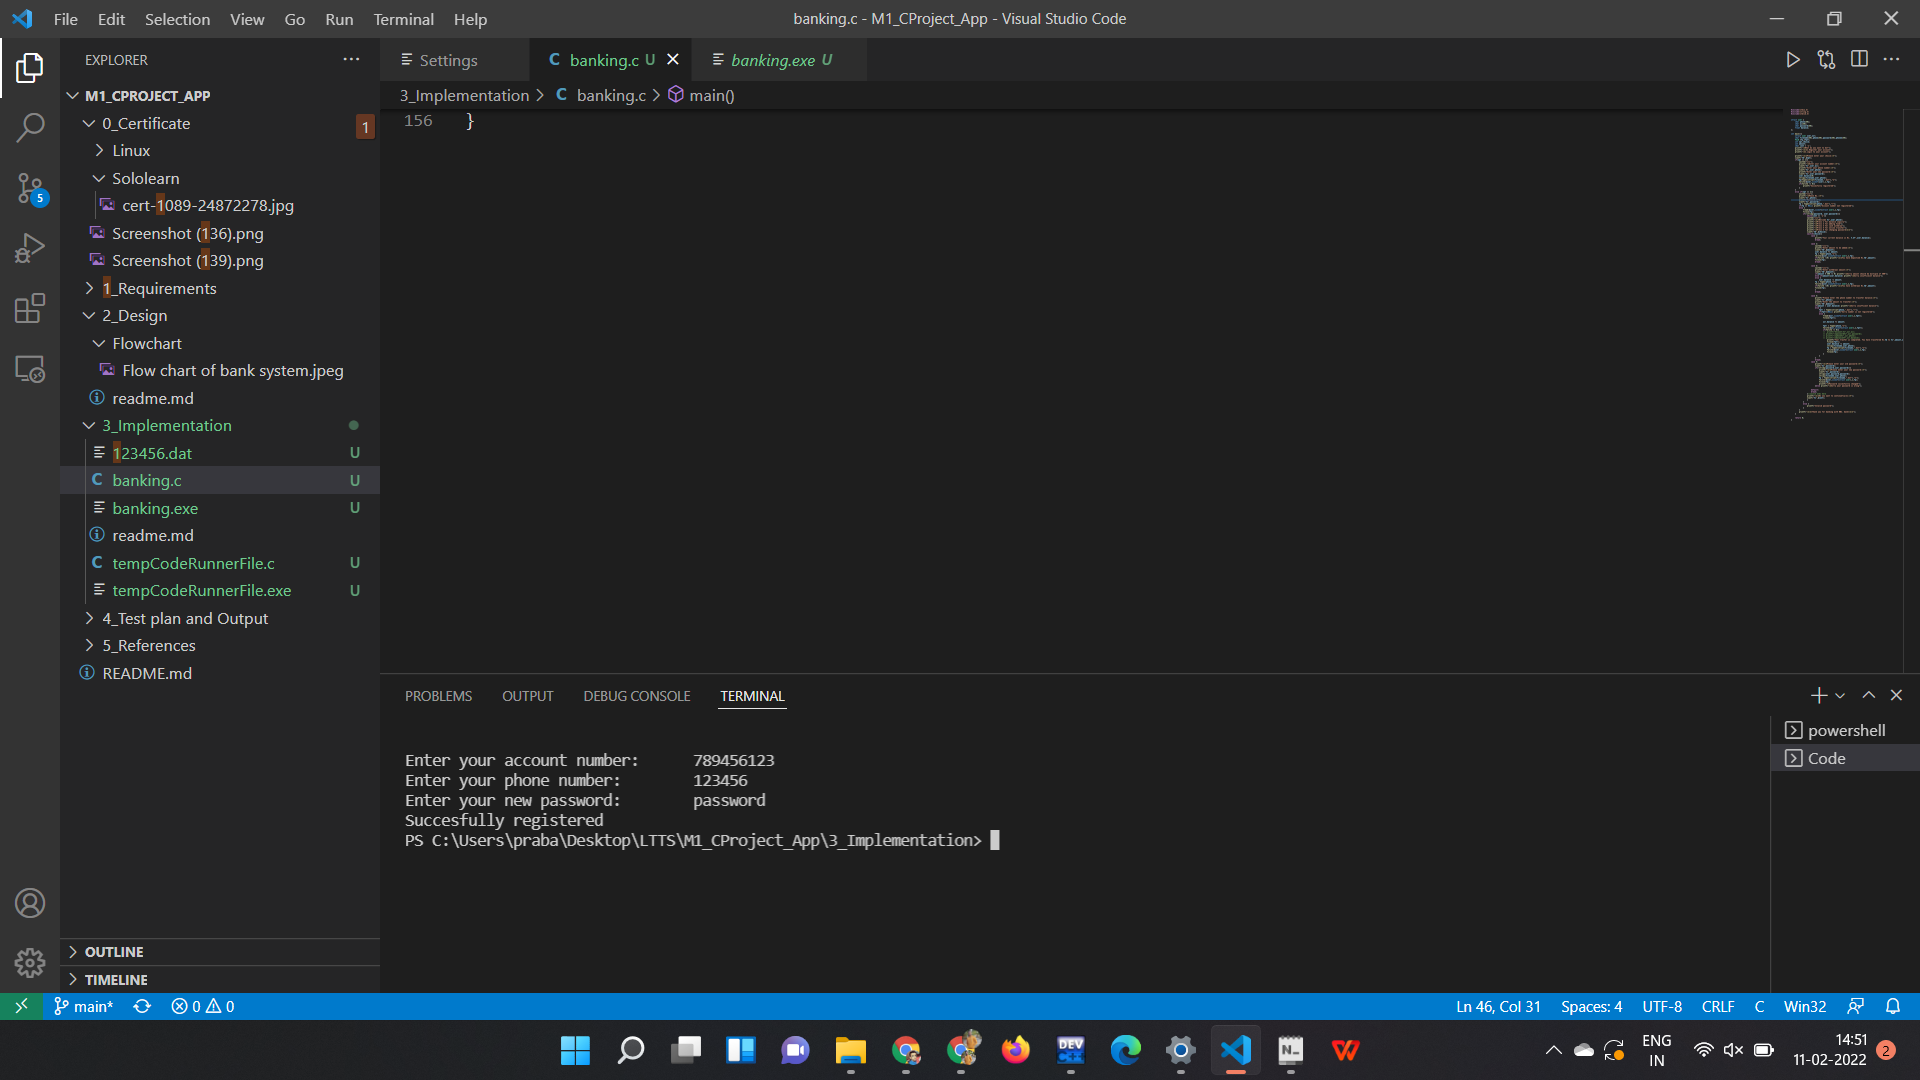 File Edit Selection View Go Run Terminal Help
banking.c - M1_CProject_App - Visual Studio Code
EXPLORER
Settings
C banking.c U
banking.exe U
M1_CPROJECT_APP
3_Implementation > C banking.c > main()
0_Certificate
1
156 }
Linux
Sololearn
5
cert-1089-24872278.jpg
Screenshot (136).png
Screenshot (139).png
1_Requirements
2_Design
Flowchart
Flow chart of bank system.jpeg
readme.md
3_Implementation
123456.dat U
C banking.c U
banking.exe U
readme.md
C tempCodeRunnerFile.c U
tempCodeRunnerFile.exe U
4_Test plan and Output
5_References
README.md
PROBLEMS OUTPUT DEBUG CONSOLE TERMINAL
powershell
Code
Enter your account number: 789456123
Enter your phone number: 123456
Enter your new password: password
Succesfully registered
PS C:\Users\praba\Desktop\LTTS\M1_CProject_App\3_Implementation>
OUTLINE
TIMELINE
main* 0 0
Ln 46, Col 31 Spaces: 4 UTF-8 CRLF C Win32
DEV
C++
N
W
ENG
IN
14:51
11-02-2022
2